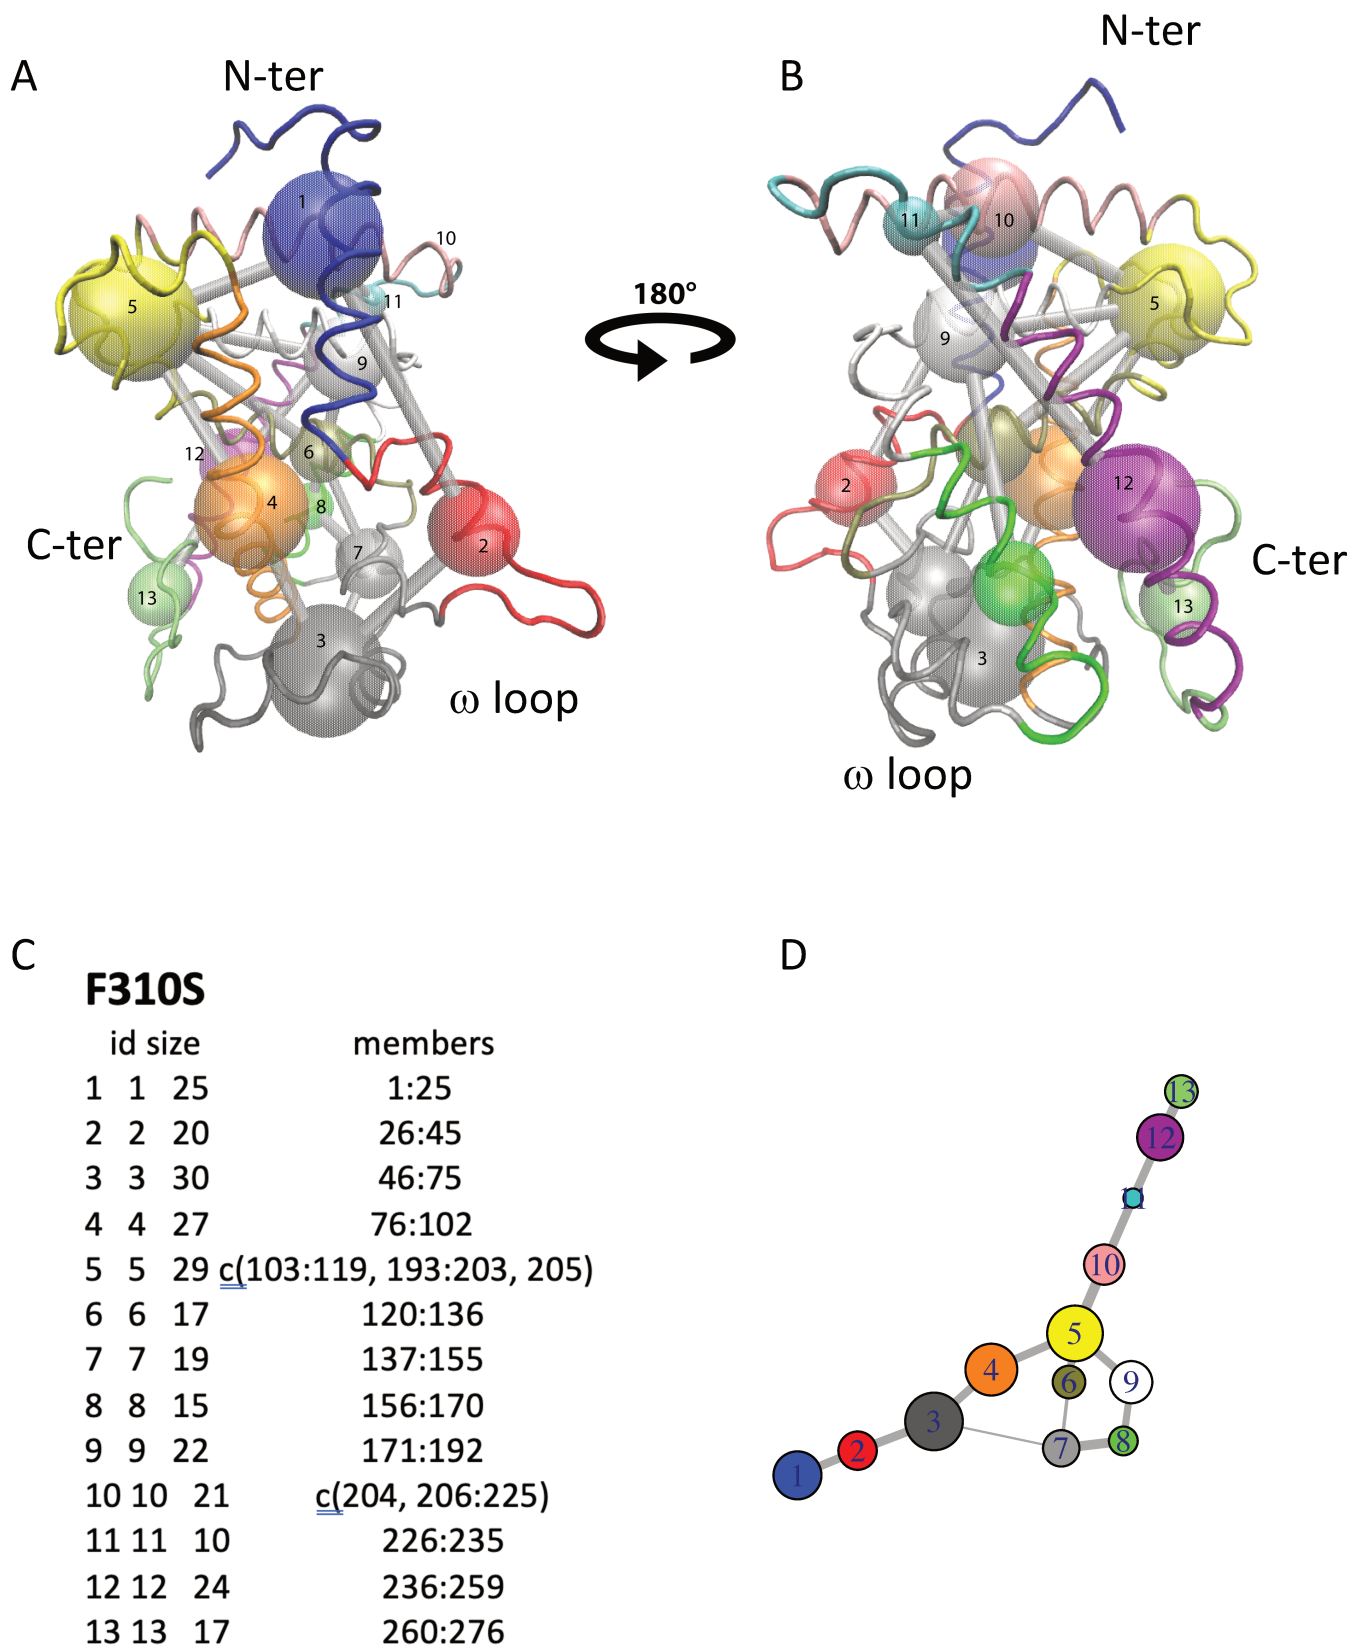 A
N-ter
1
5
10
11
9
12
6
4
8
2
7
C-ter
13
3
ω loop
180°
B
N-ter
11
10
5
9
2
12
C-ter
13
3
ω loop
C
F310S
id size members
1 1 25 1:25
2 2 20 26:45
3 3 30 46:75
4 4 27 76:102
5 5 29 c(103:119, 193:203, 205)
6 6 17 120:136
7 7 19 137:155
8 8 15 156:170
9 9 22 171:192
10 10 21 c(204, 206:225)
11 11 10 226:235
12 12 24 236:259
13 13 17 260:276
D
13
12
11
10
5
4
6
9
3
7
8
2
1